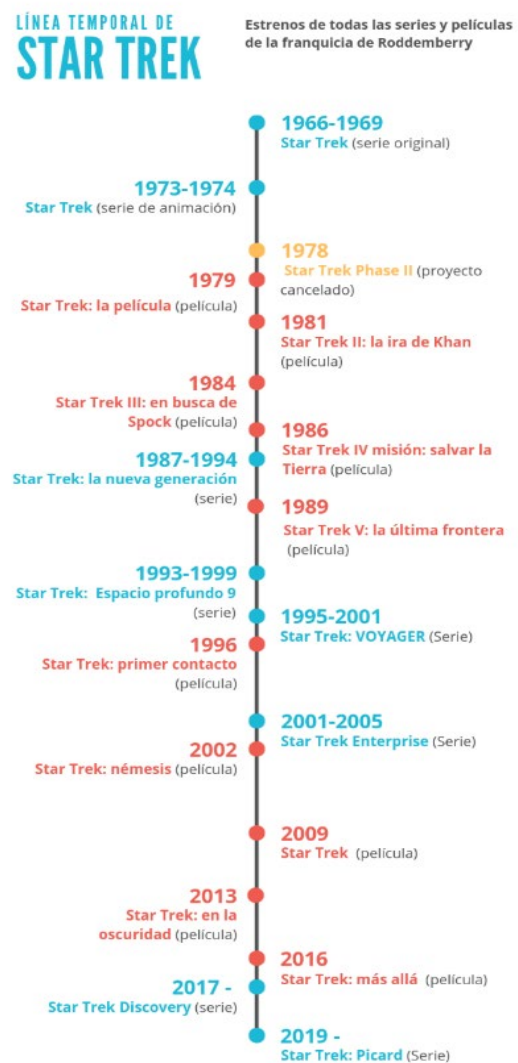 LÍNEA TEMPORAL DE
STAR TREK
Estrenos de todas las series y películas
de la franquicia de Roddemberry
1966-1969
Star Trek (serie original)
1973-1974
Star Trek (serie de animación)
1978
Star Trek Phase II (proyecto
cancelado)
1979
Star Trek: la película (película)
1981
Star Trek II: la ira de Khan
(película)
1984
Star Trek III: en busca de
Spock (película)
1986
Star Trek IV misión: salvar la
Tierra (película)
1987-1994
Star Trek: la nueva generación
(serie)
1989
Star Trek V: la última frontera
(película)
1993-1999
Star Trek: Espacio profundo 9
(serie)
1995-2001
Star Trek: VOYAGER (Serie)
1996
Star Trek: primer contacto
(película)
2001-2005
Star Trek Enterprise (Serie)
2002
Star Trek: némesis (película)
2009
Star Trek (película)
2013
Star Trek: en la
oscuridad (película)
2016
Star Trek: más allá (película)
2017 -
Star Trek Discovery (serie)
2019 -
Star Trek: Picard (Serie)